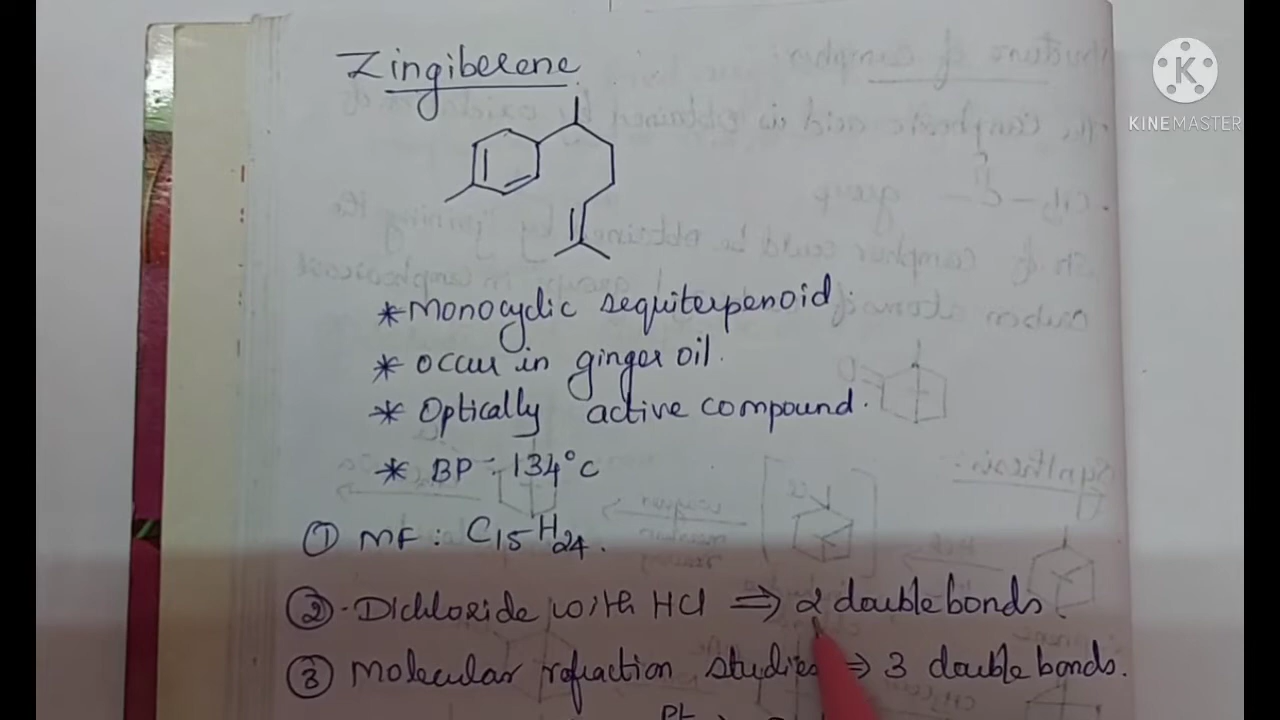 Zingiberene
KINEMASTER
* Monocyclic sequiterpenoid.
* Occur in ginger oil.
* Optically active compound.
* BP : 134°C
① MF : C15H24.
② Dichloride with HCl ⇒ 2 double bonds
③ Molecular refraction studies ⇒ 3 double bonds.
Pt